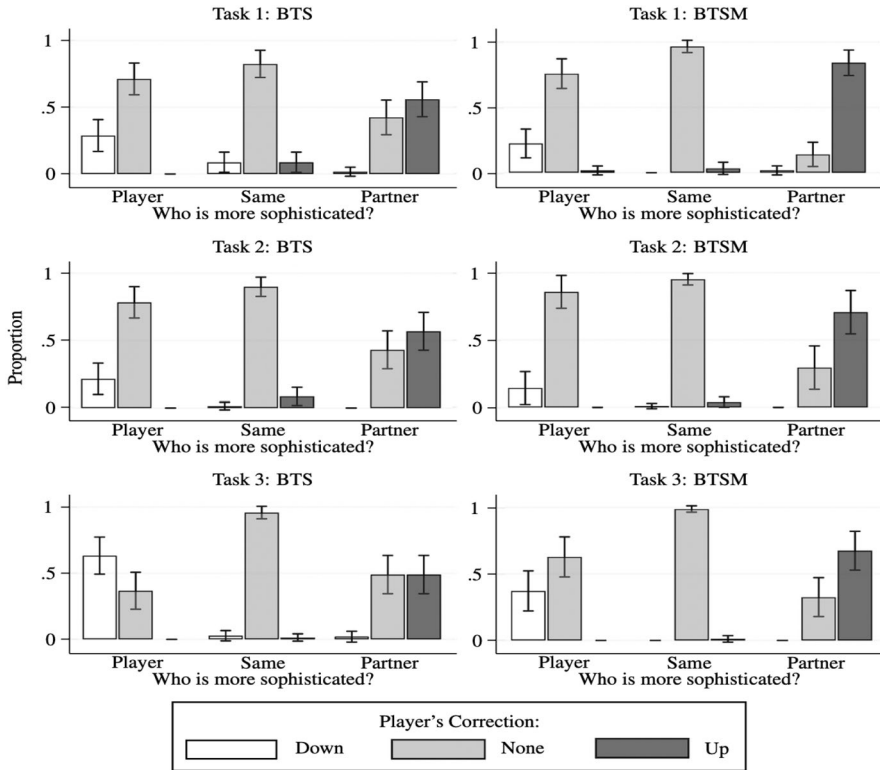 Task 1: BTS
1
.5
0
Player Same Partner
Who is more sophisticated?
Task 1: BTSM
1
.5
0
Player Same Partner
Who is more sophisticated?
Proportion
Task 2: BTS
1
.5
0
Player Same Partner
Who is more sophisticated?
Task 2: BTSM
1
.5
0
Player Same Partner
Who is more sophisticated?
Task 3: BTS
1
.5
0
Player Same Partner
Who is more sophisticated?
Task 3: BTSM
1
.5
0
Player Same Partner
Who is more sophisticated?
Player's Correction:
Down None Up